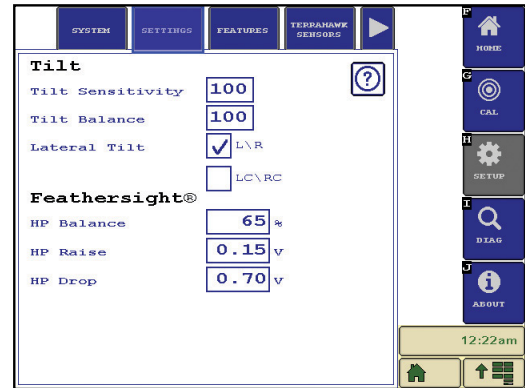 SYSTEM
SETTINGS
FEATURES
TERRAHAWK
SENSORS
Tilt
?
Tilt Sensitivity 100
Tilt Balance 100
Lateral Tilt L\R
LC\RC
Feathersight®
HP Balance 65 %
HP Raise 0.15 V
HP Drop 0.70 V
F
HOME
G
CAL
H
SETUP
I
DIAG
J
i
ABOUT
12:22am